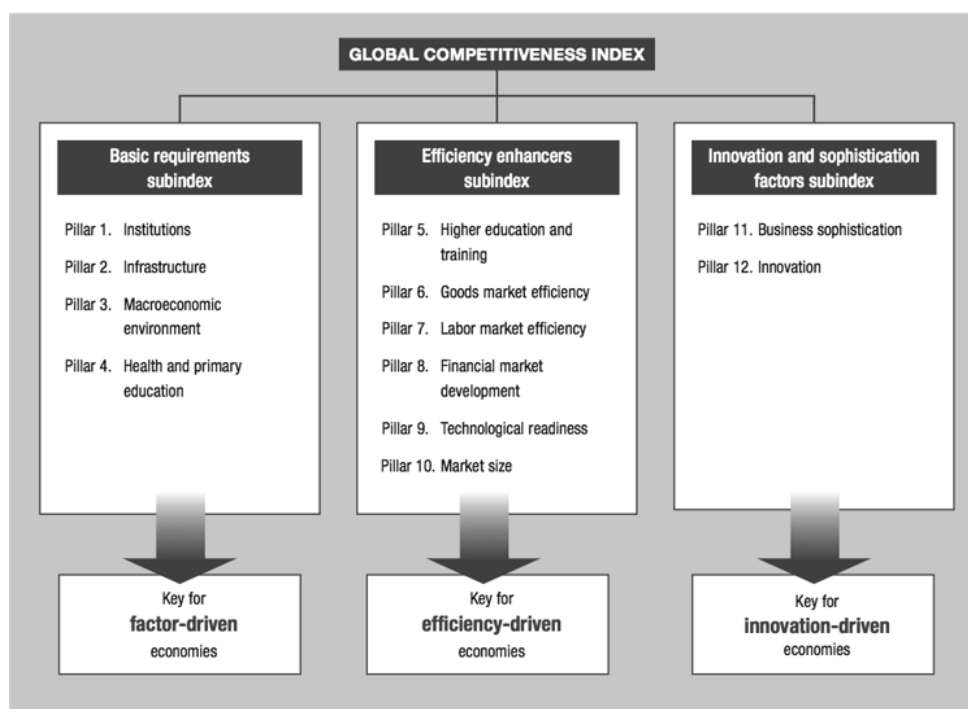 GLOBAL COMPETITIVENESS INDEX
Basic requirements
subindex
Pillar 1. Institutions
Pillar 2. Infrastructure
Pillar 3. Macroeconomic
environment
Pillar 4. Health and primary
education
Key for
factor-driven
economies
Efficiency enhancers
subindex
Pillar 5. Higher education and
training
Pillar 6. Goods market efficiency
Pillar 7. Labor market efficiency
Pillar 8. Financial market
development
Pillar 9. Technological readiness
Pillar 10. Market size
Key for
efficiency-driven
economies
Innovation and sophistication
factors subindex
Pillar 11. Business sophistication
Pillar 12. Innovation
Key for
innovation-driven
economies